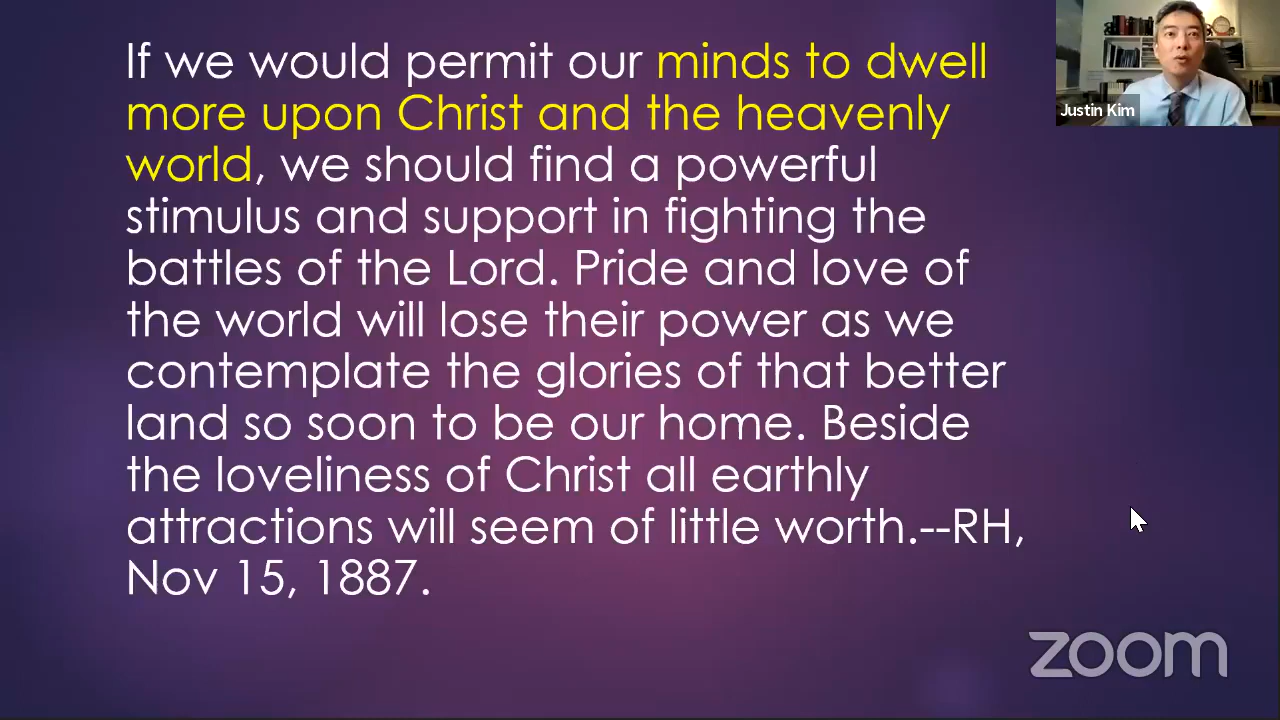 If we would permit our minds to dwell
more upon Christ and the heavenly
world, we should find a powerful
stimulus and support in fighting the
battles of the Lord. Pride and love of
the world will lose their power as we
contemplate the glories of that better
land so soon to be our home. Beside
the loveliness of Christ all earthly
attractions will seem of little worth.--RH,
Nov 15, 1887.
Justin Kim
zoom